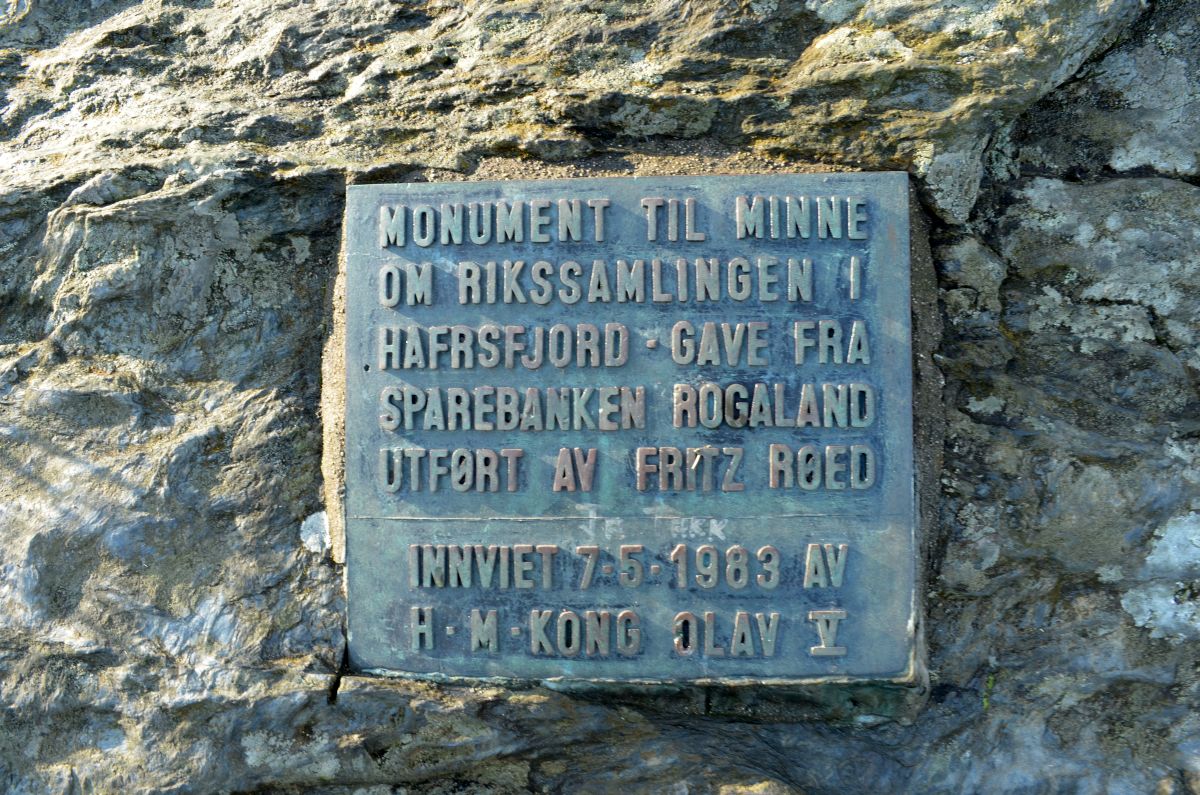 MONUMENT TIL MINNE
OM RIKSSAMLINGEN I
HAFRSFJORD · GAVE FRA
SPAREBANKEN ROGALAND
UTFØRT AV FRITZ RØED
INNVIET 7·5·1983 AV
H·M·KONG OLAV V